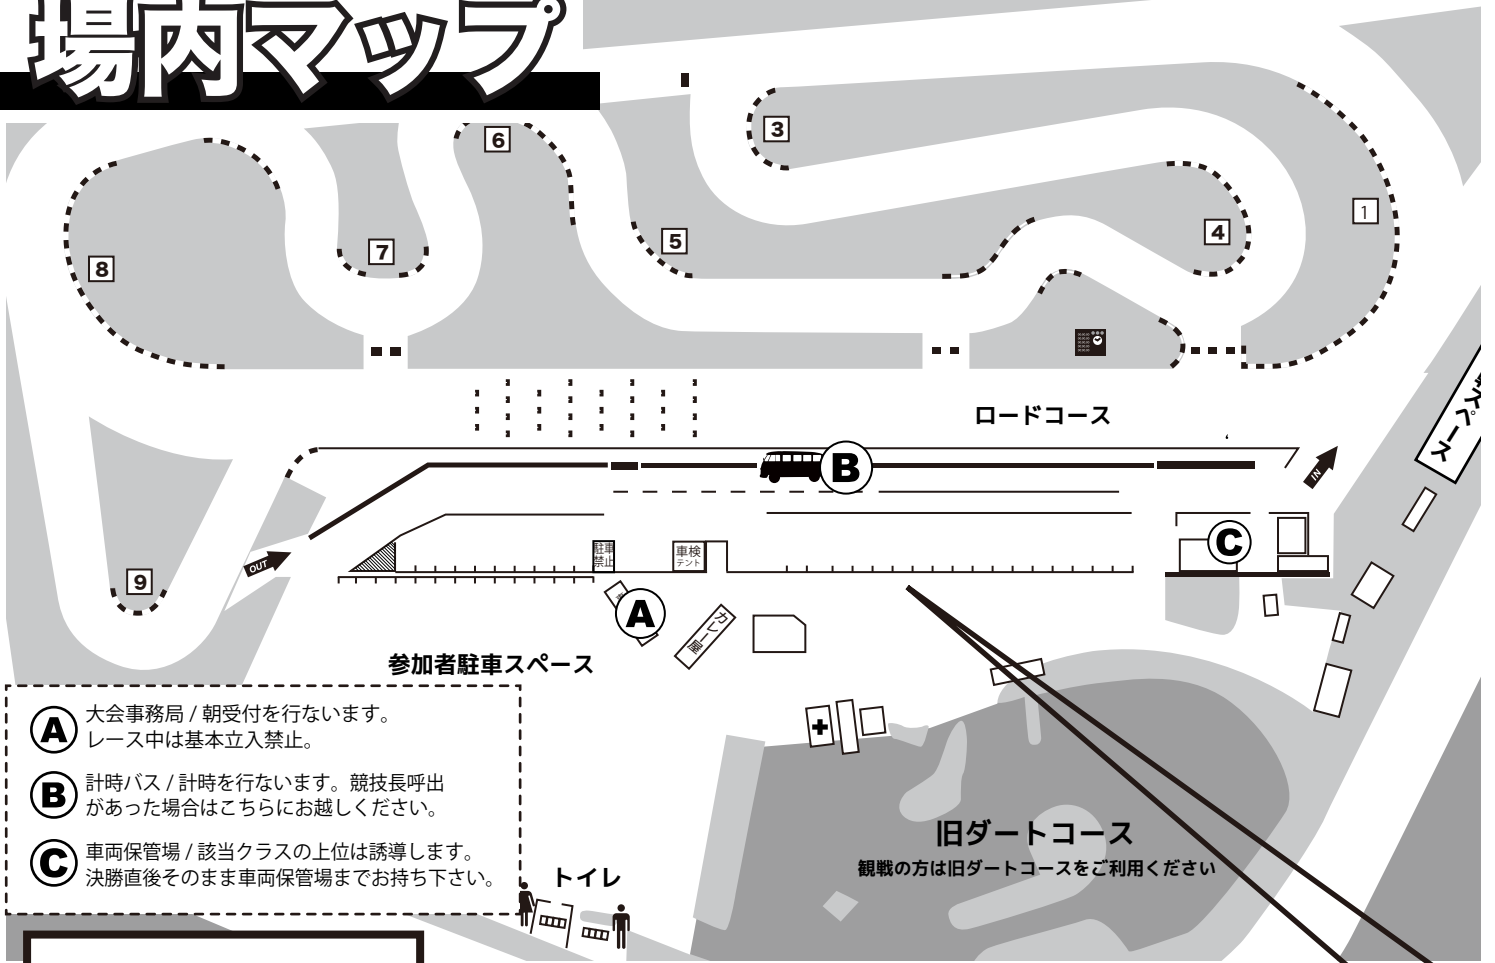 場内マップ
6
3
1
4
5
7
8
ロードコース
スペース
B
IN
C
駐車
禁止
車検
テント
OUT
9
A
カレー屋
参加者駐車スペース
A 大会事務局 / 朝受付を行ないます。
レース中は基本立入禁止。
B 計時バス / 計時を行ないます。競技長呼出
があった場合はこちらにお越しください。
C 車両保管場 / 該当クラスの上位は誘導します。
決勝直後そのまま車両保管場までお持ち下さい。
旧ダートコース
観戦の方は旧ダートコースをご利用ください
トイレ